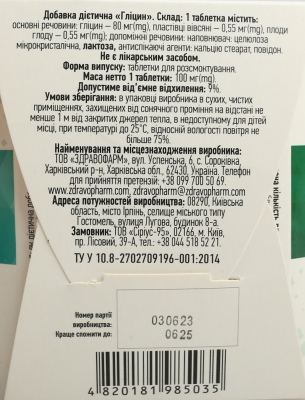 Добавка дієтична «Гліцин». Склад: 1 таблетка містить:
основні речовини: гліцин – 80 мг(mg), пластівці вівсяні – 0,55 мг(mg), плоди
глоду – 0,55 мг(mg); допоміжні речовини: наповнювач: целюлоза
мікрокристалічна, лактоза, антиспікаючі агенти: кальцію стеарат, повідон.
Не є лікарським засобом.
Форма випуску: таблетки для розсмоктування.
Маса нетто 1 таблетки: 100 мг(mg).
Допустиме від'ємне відхилення: 9%.
Умови зберігання: в упаковці виробника в сухих, чистих
приміщеннях, захищених від сонячного проміння на відстані не
менше 1 м від закритих джерел тепла, в недоступному для дітей
місці, при температурі до 25°С, відносній вологості повітря не
більше 75%.
Найменування та місцезнаходження виробника:
ТОВ «ЗДРАВОФАРМ», вул. Успенська, 6, с. Сороківка,
Харківський р-н, Харківська обл., 62430, Україна. Телефон
для прийняття претензій: +38 099 700 50 69.
www.zdravopharm@zdravopharm.com
Адреса потужностей виробництва: 08290, Київська
область, місто Ірпінь, селище міського типу
Гостомель, вулиця Лугова, будинок 8-а.
Замовник: ТОВ «Сіріус-95», 02166, м. Київ,
пр. Лісовий, 39-А, тел.: +38 044 518 52 21.
ТУ У 10.8-2702709196-001:2014
Номер партії
виробництва:
Краще спожити до:
030623
0625
4 820181 985035